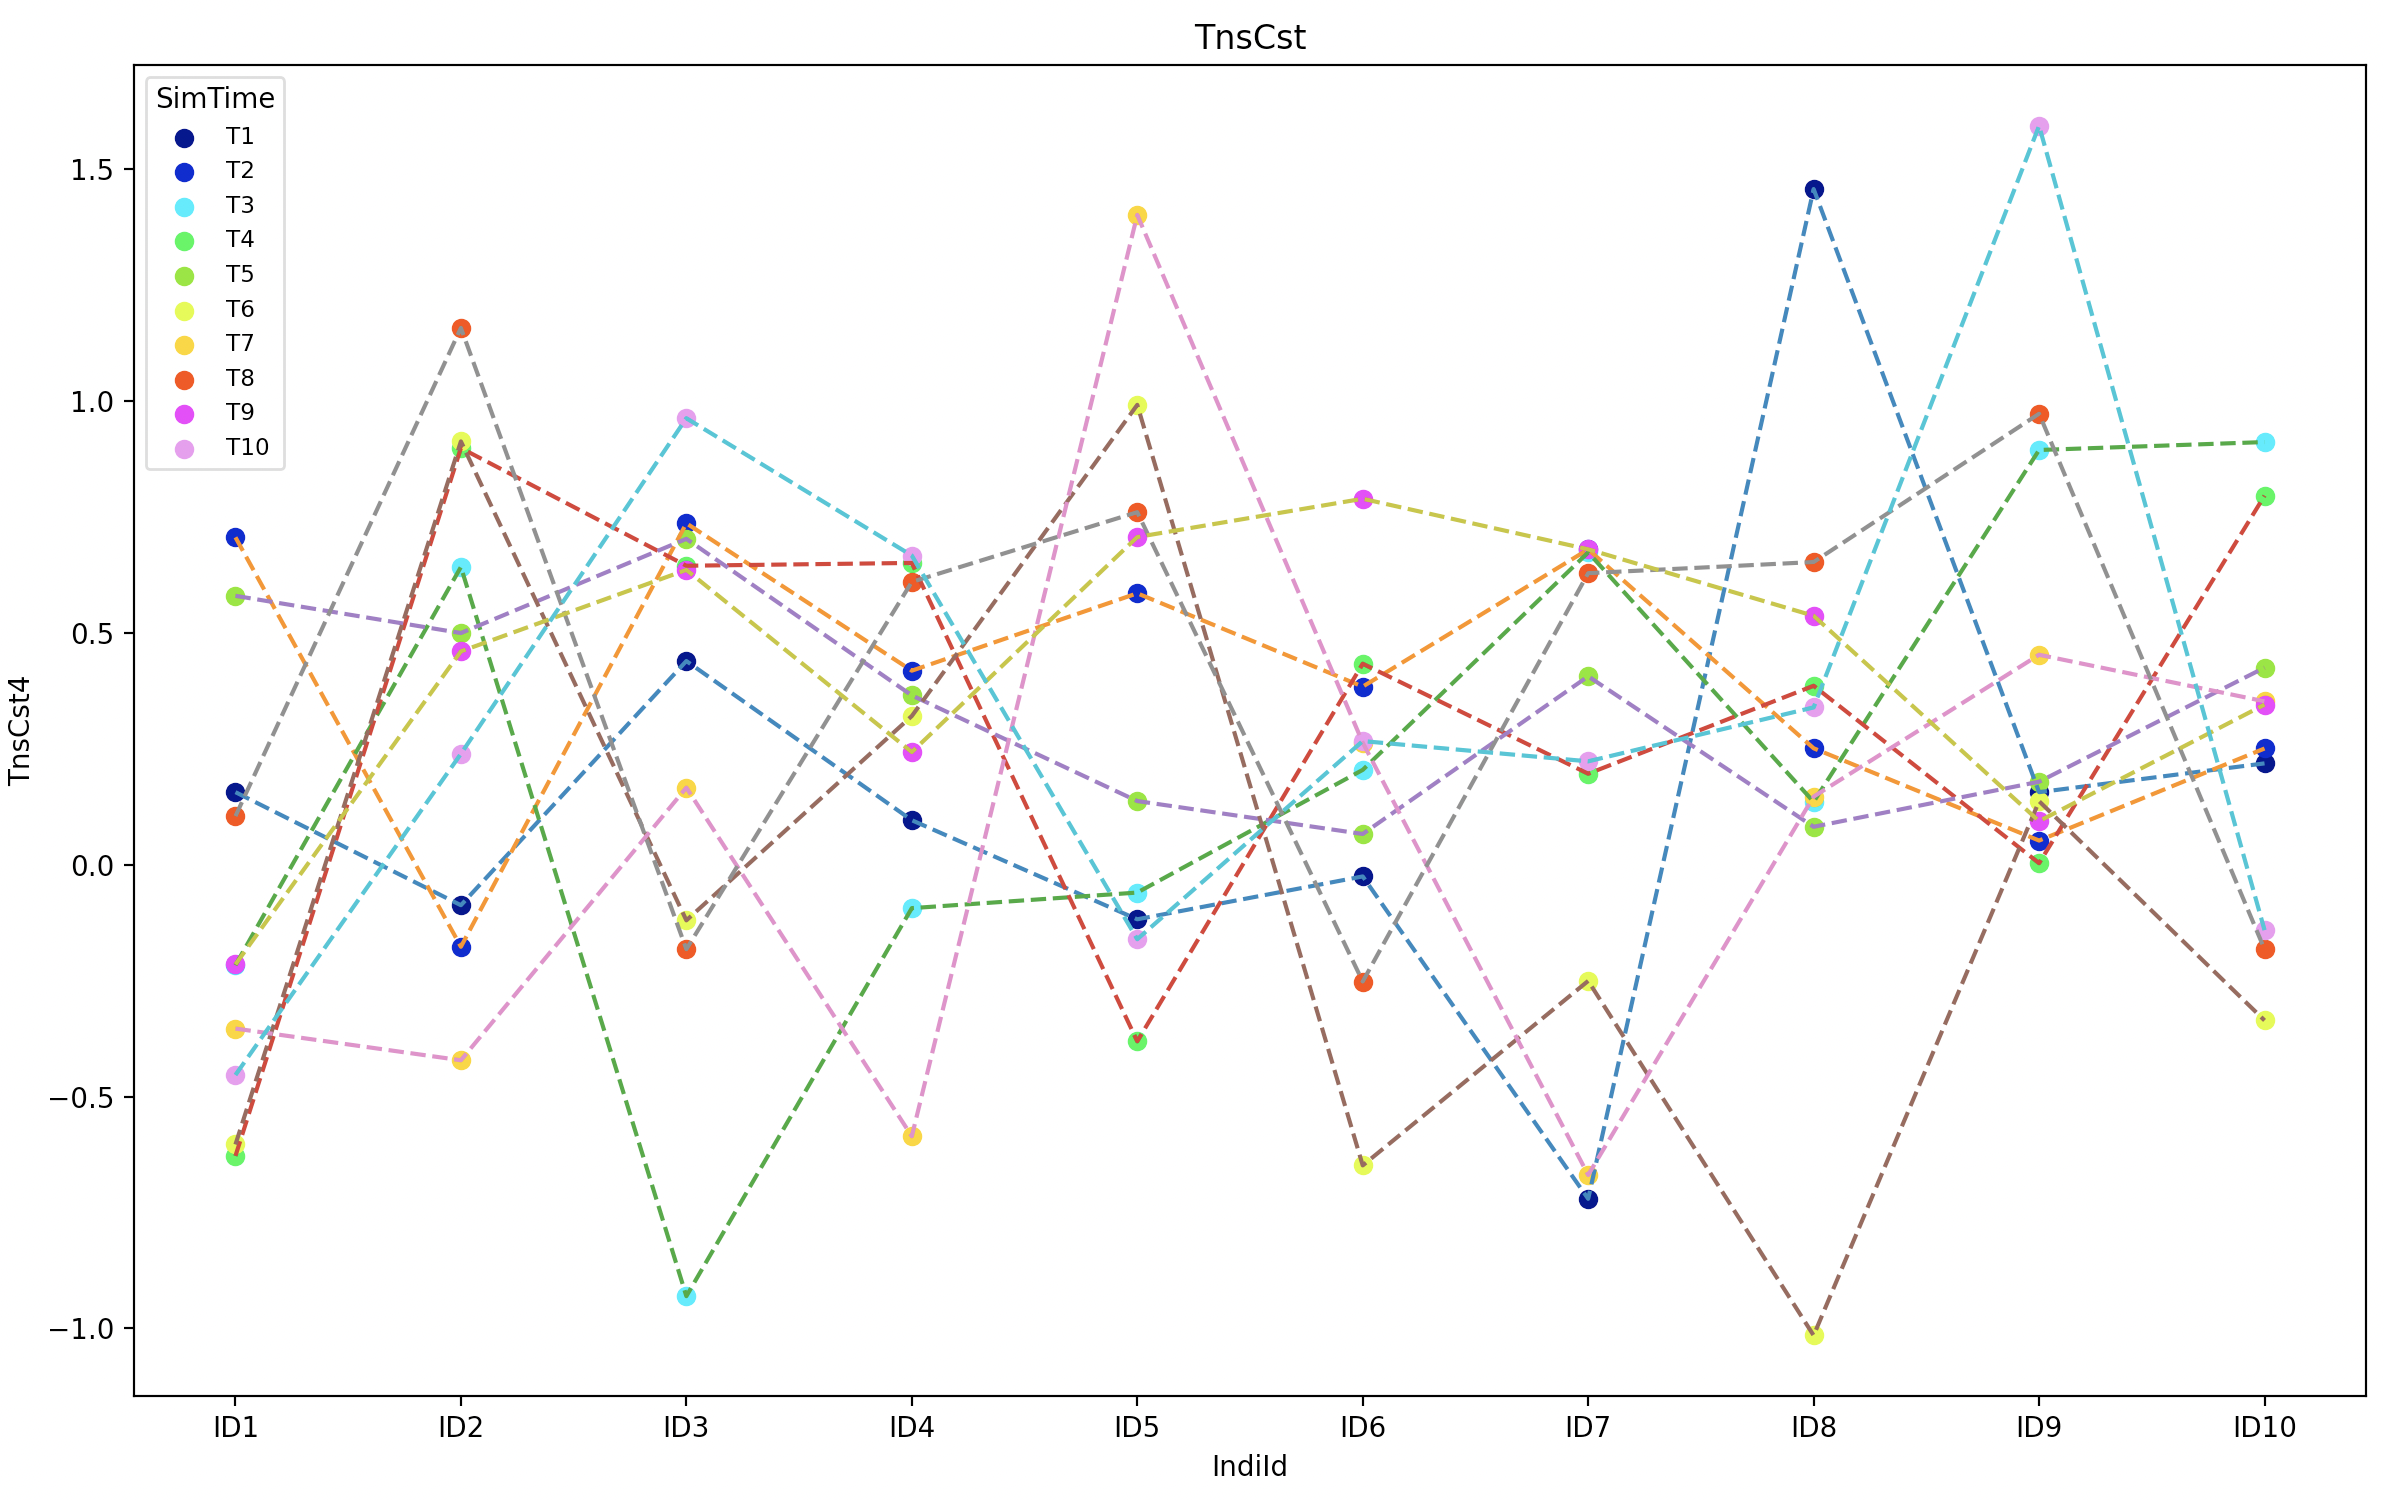 TnsCst
SimTime
T1
T2
T3
T4
T5
T6
T7
T8
T9
T10
1.5
1.0
0.5
0.0
−0.5
−1.0
TnsCst4
ID1 ID2 ID3 ID4 ID5 ID6 ID7 ID8 ID9 ID10
IndiId